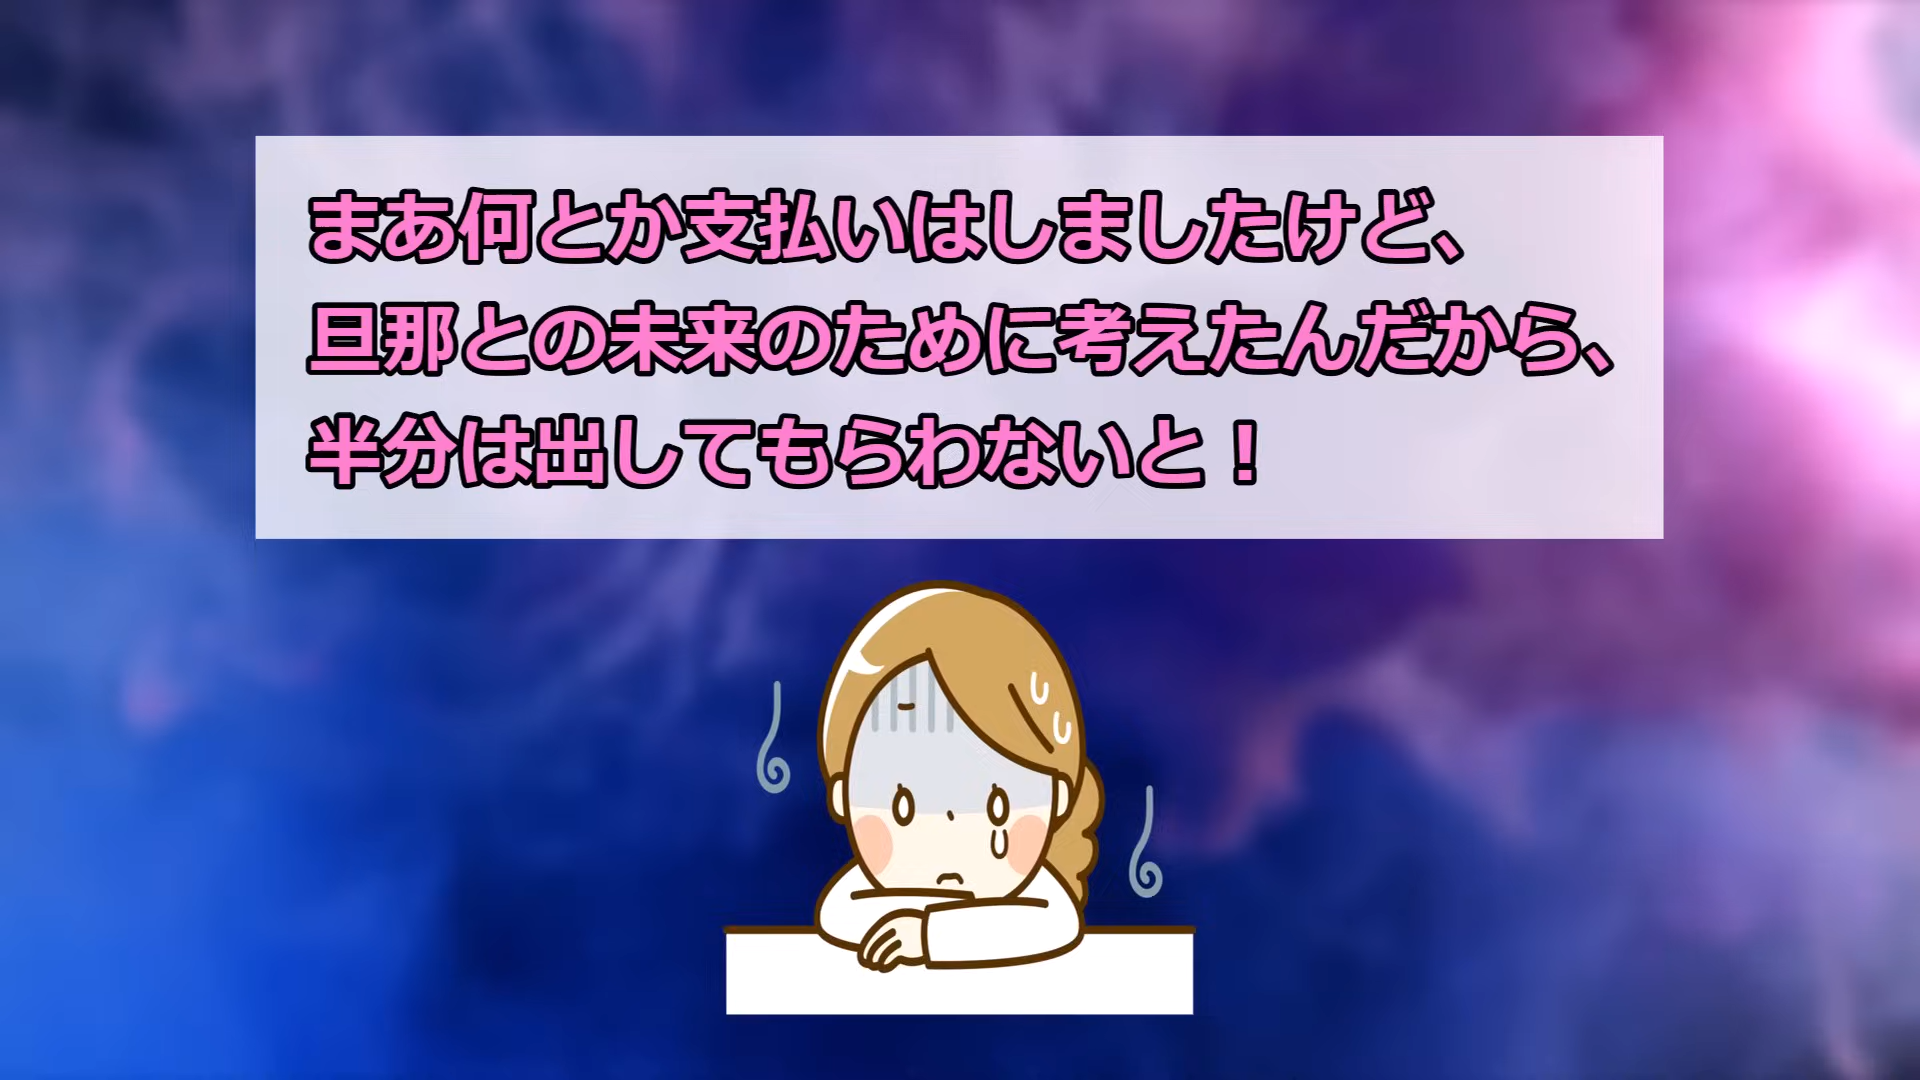 まあ何とか支払いはしましたけど、
旦那との未来のために考えたんだから、
半分は出してもらわないと！